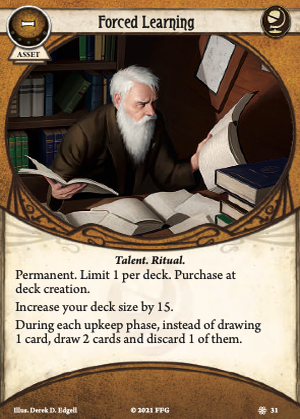 Forced Learning
ASSET
Talent. Ritual.
Permanent. Limit 1 per deck. Purchase at
deck creation.
Increase your deck size by 15.
During each upkeep phase, instead of drawing
1 card, draw 2 cards and discard 1 of them.
Illus. Derek D. Edgell
© 2021 FFG
31